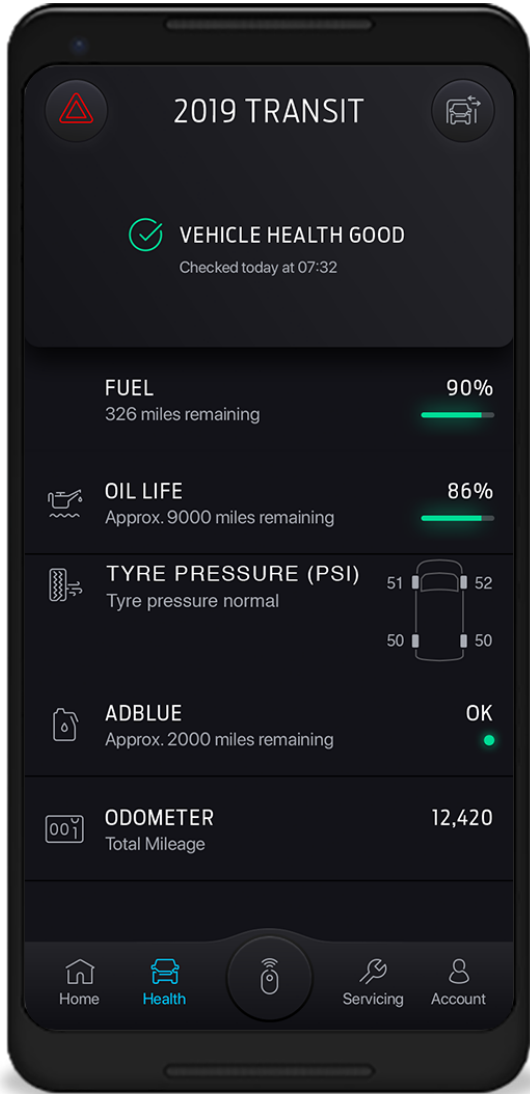 2019 TRANSIT
VEHICLE HEALTH GOOD
Checked today at 07:32
FUEL 90%
326 miles remaining
OIL LIFE 86%
Approx. 9000 miles remaining
TYRE PRESSURE (PSI)
51 52
Tyre pressure normal
50 50
ADBLUE OK
Approx. 2000 miles remaining
ODOMETER 12,420
Total Mileage
Home Health Servicing Account